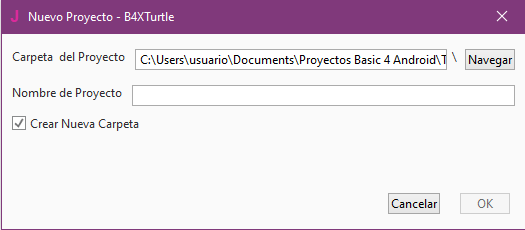 J Nuevo Proyecto - B4XTurtle
Carpeta del Proyecto C:\Users\usuario\Documents\Proyectos Basic 4 Android\T \ Navegar
Nombre de Proyecto
Crear Nueva Carpeta
Cancelar OK